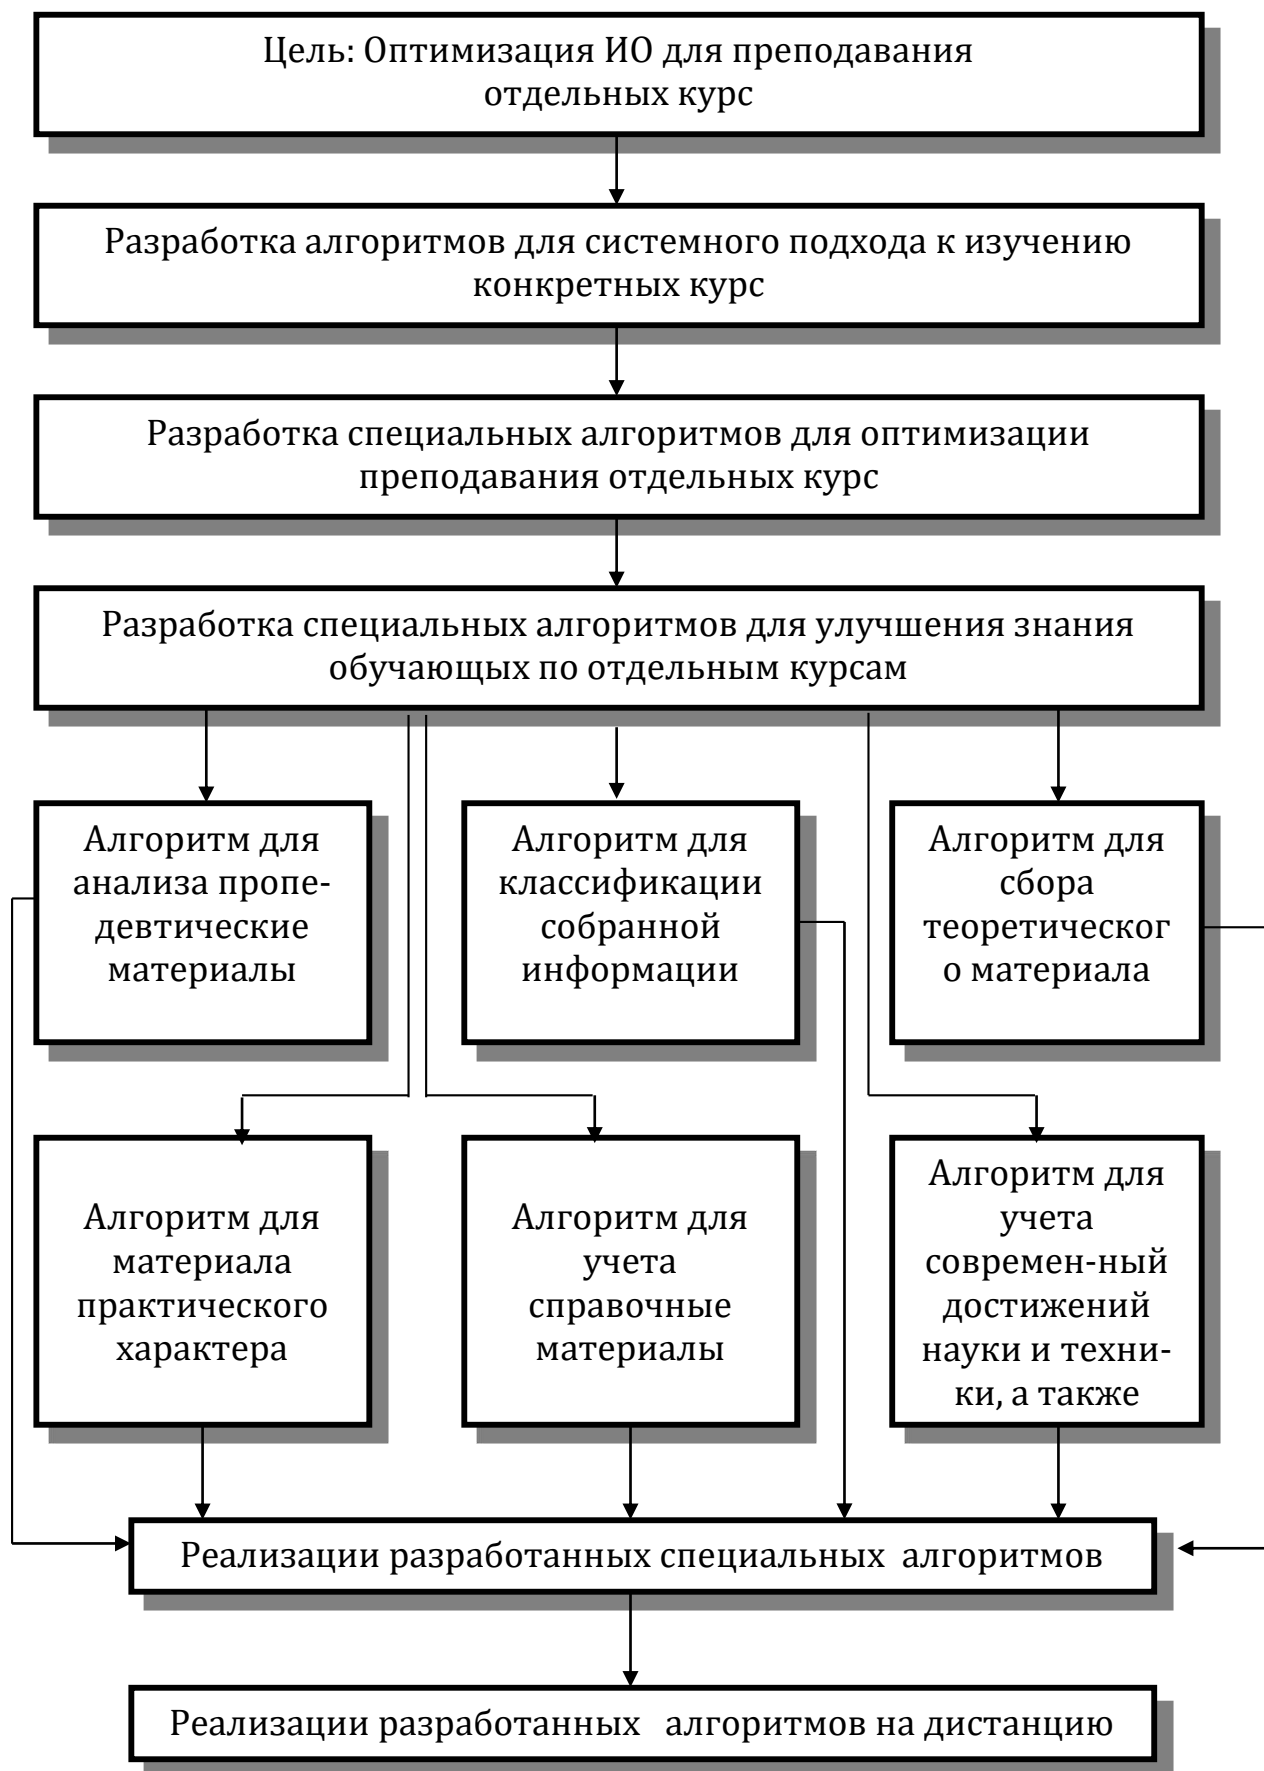 Цель: Оптимизация ИО для преподавания
отдельных курс
Разработка алгоритмов для системного подхода к изучению
конкретных курс
Разработка специальных алгоритмов для оптимизации
преподавания отдельных курс
Разработка специальных алгоритмов для улучшения знания
обучающих по отдельным курсам
Алгоритм для
анализа пропе-
девтические
материалы
Алгоритм для
классификации
собранной
информации
Алгоритм для
сбора
теоретическог
о материала
Алгоритм для
материала
практического
характера
Алгоритм для
учета
справочные
материалы
Алгоритм для
учета
современ-ный
достижений
науки и техни-
ки, а также
Реализации разработанных специальных  алгоритмов
Реализации разработанных   алгоритмов на дистанцию